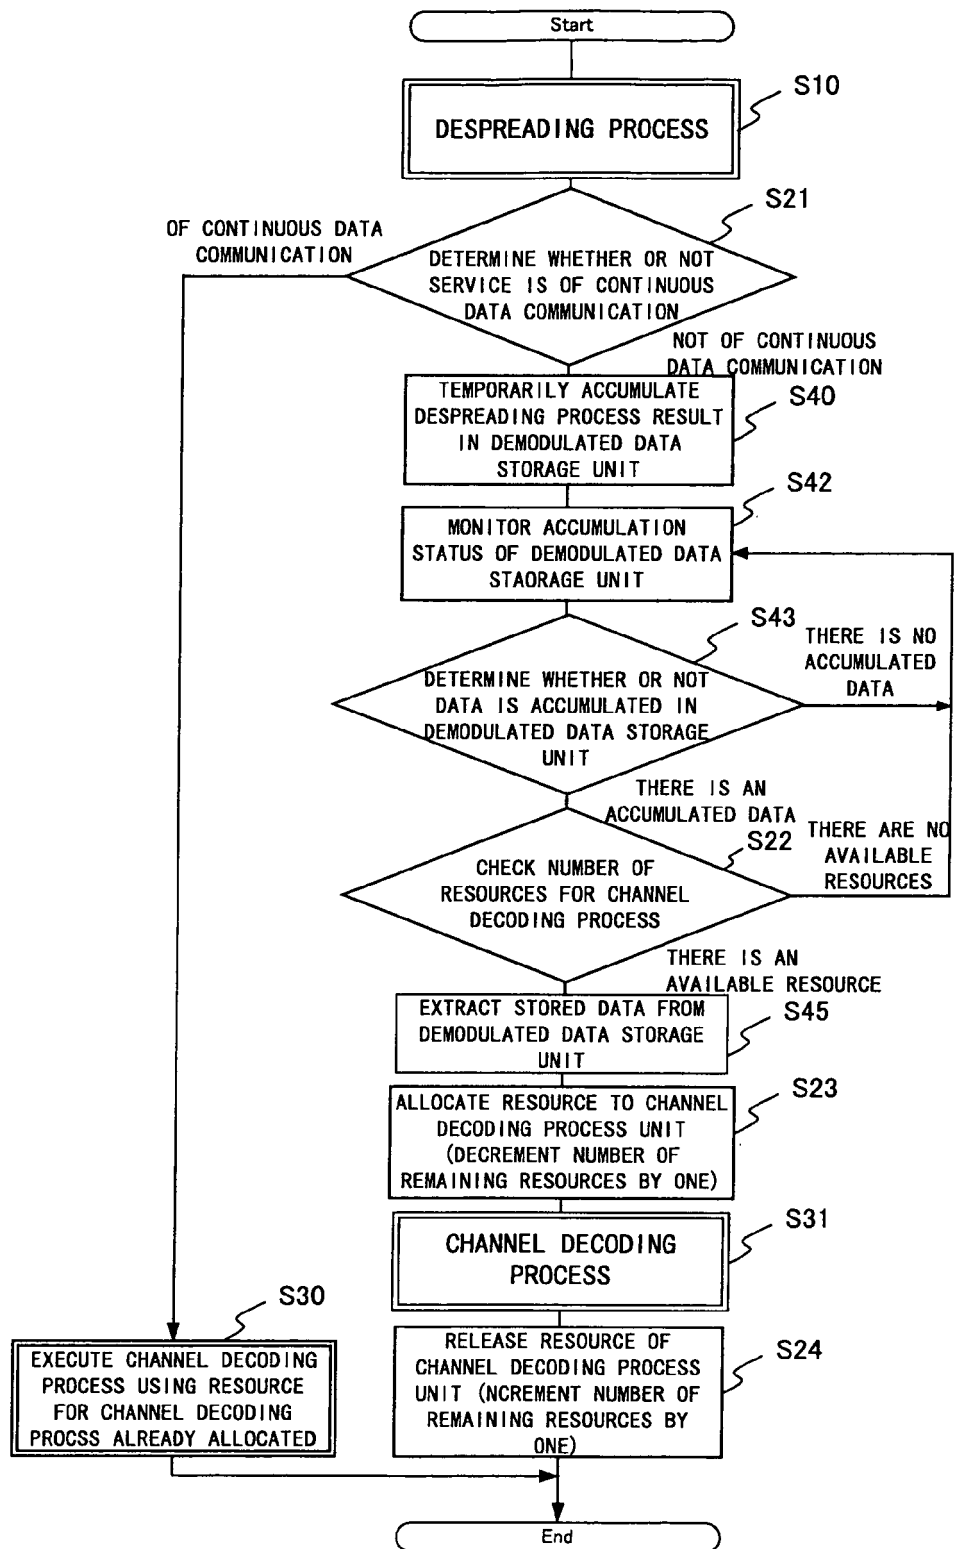 Start
S10
DESPREADING PROCESS
S21
OF CONTINUOUS DATA
COMMUNICATION
DETERMINE WHETHER OR NOT
SERVICE IS OF CONTINUOUS
DATA COMMUNICATION
NOT OF CONTINUOUS
DATA COMMUNICATION
S40
TEMPORARILY ACCUMULATE
DESPREADING PROCESS RESULT
IN DEMODULATED DATA
STORAGE UNIT
S42
MONITOR ACCUMULATION
STATUS OF DEMODULATED DATA
STAORAGE UNIT
S43
THERE IS NO
ACCUMULATED
DATA
DETERMINE WHETHER OR NOT
DATA IS ACCUMULATED IN
DEMODULATED DATA STORAGE
UNIT
THERE IS AN
ACCUMULATED DATA
S22
THERE ARE NO
AVAILABLE
RESOURCES
CHECK NUMBER OF
RESOURCES FOR CHANNEL
DECODING PROCESS
THERE IS AN
AVAILABLE RESOURCE
S45
EXTRACT STORED DATA FROM
DEMODULATED DATA STORAGE
UNIT
S23
ALLOCATE RESOURCE TO CHANNEL
DECODING PROCESS UNIT
(DECREMENT NUMBER OF
REMAINING RESOURCES BY ONE)
S31
CHANNEL DECODING
PROCESS
S30
EXECUTE CHANNEL DECODING
PROCESS USING RESOURCE
FOR CHANNEL DECODING
PROCSS ALREADY ALLOCATED
S24
RELEASE RESOURCE OF
CHANNEL DECODING PROCESS
UNIT (NCREMENT NUMBER OF
REMAINING RESOURCES BY
ONE)
End